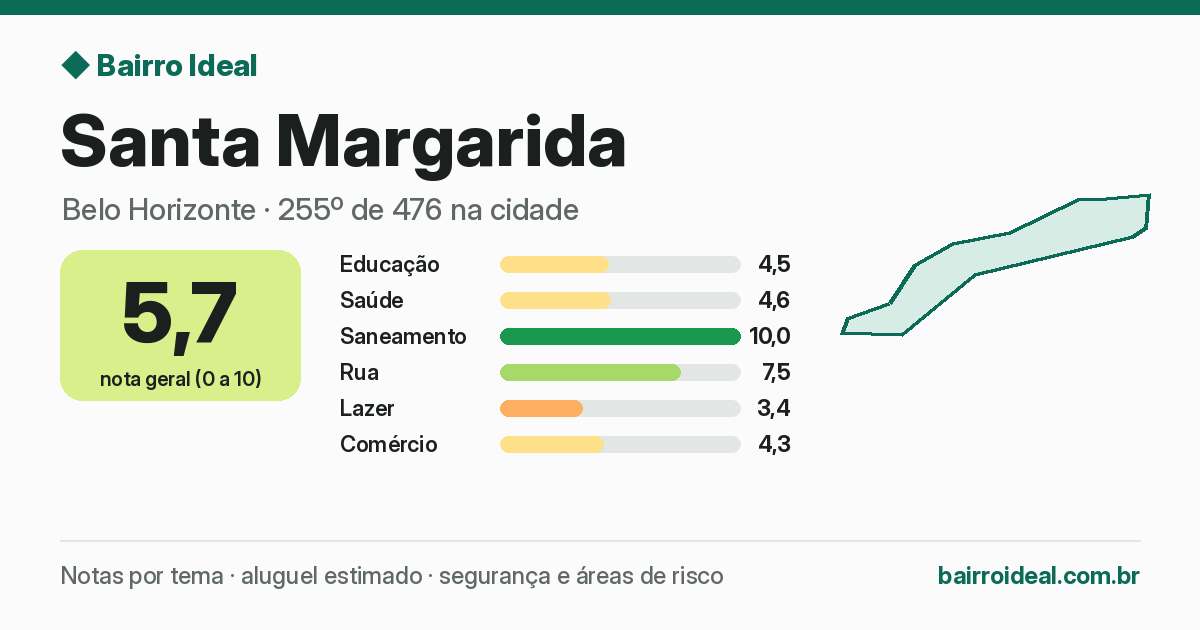 Bairro Ideal
Santa Margarida
Belo Horizonte · 255º de 476 na cidade
5,7
nota geral (0 a 10)
Educação 4,5
Saúde 4,6
Saneamento 10,0
Rua 7,5
Lazer 3,4
Comércio 4,3
Notas por tema · aluguel estimado · segurança e áreas de risco
bairroideal.com.br